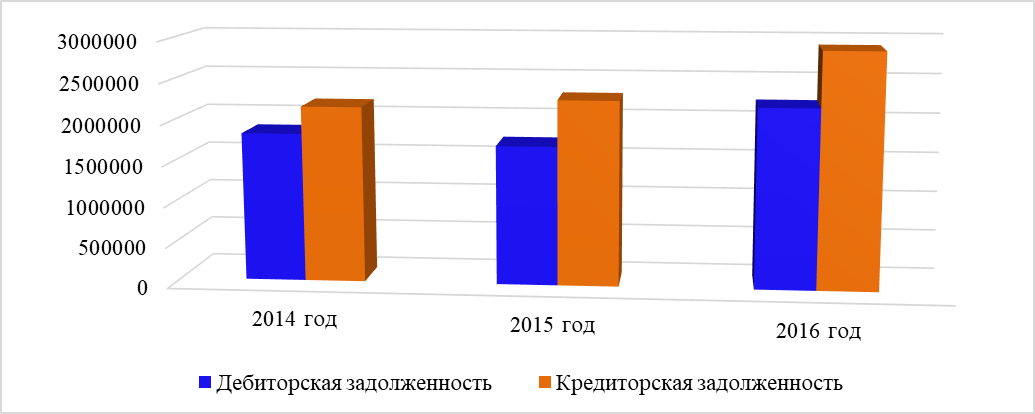 3000000
2500000
2000000
1500000
1000000
500000
0
2014 год
2015 год
2016 год
Дебиторская задолженность
Кредиторская задолженность